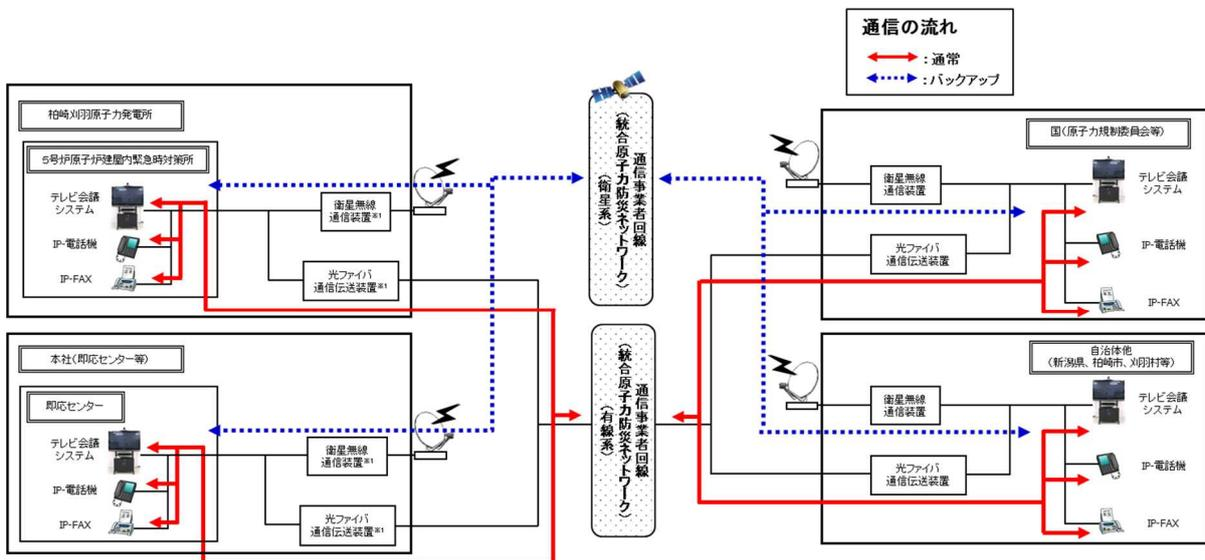 通信の流れ
:通常
:バックアップ
柏崎刈羽原子力発電所
5号炉原子炉建屋内緊急時対策所
テレビ会議
システム
IP-電話機
IP-FAX
衛星無線
通信装置※1
光ファイバ
通信伝送装置※1
本社(即応センター等)
即応センター
テレビ会議
システム
IP-電話機
IP-FAX
衛星無線
通信装置※1
光ファイバ
通信伝送装置※1
通信事業者回線
(統合原子力防災ネットワーク)
(衛星系)
通信事業者回線
(統合原子力防災ネットワーク)
(有線系)
国(原子力規制委員会等)
衛星無線
通信装置
光ファイバ
通信伝送装置
テレビ会議
システム
IP-電話機
IP-FAX
自治体他
(新潟県、柏崎市、刈羽村等)
衛星無線
通信装置
光ファイバ
通信伝送装置
テレビ会議
システム
IP-電話機
IP-FAX